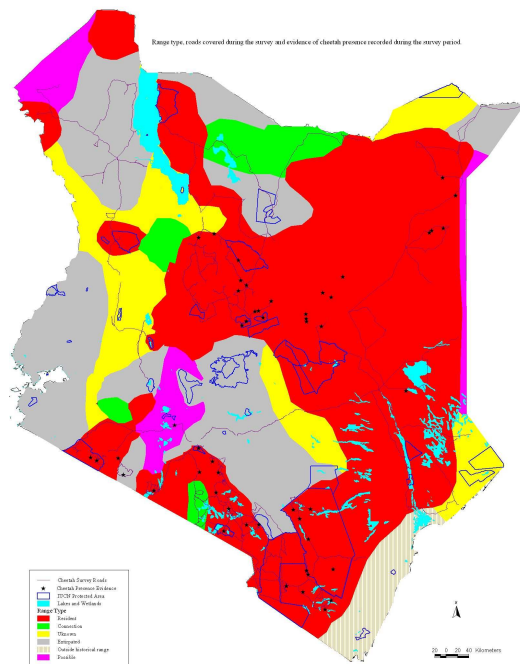 Range type, roads covered during the survey and evidence of cheetah presence recorded during the survey period
Cheetah Survey Roads
Cheetah Presence Evidence
IUCN Protected Area
Lakes and Wetlands
Range Type
Resident
Connection
Unknown
Extirpated
Outside historical range
Possible
20 0 20 40 Kilometers